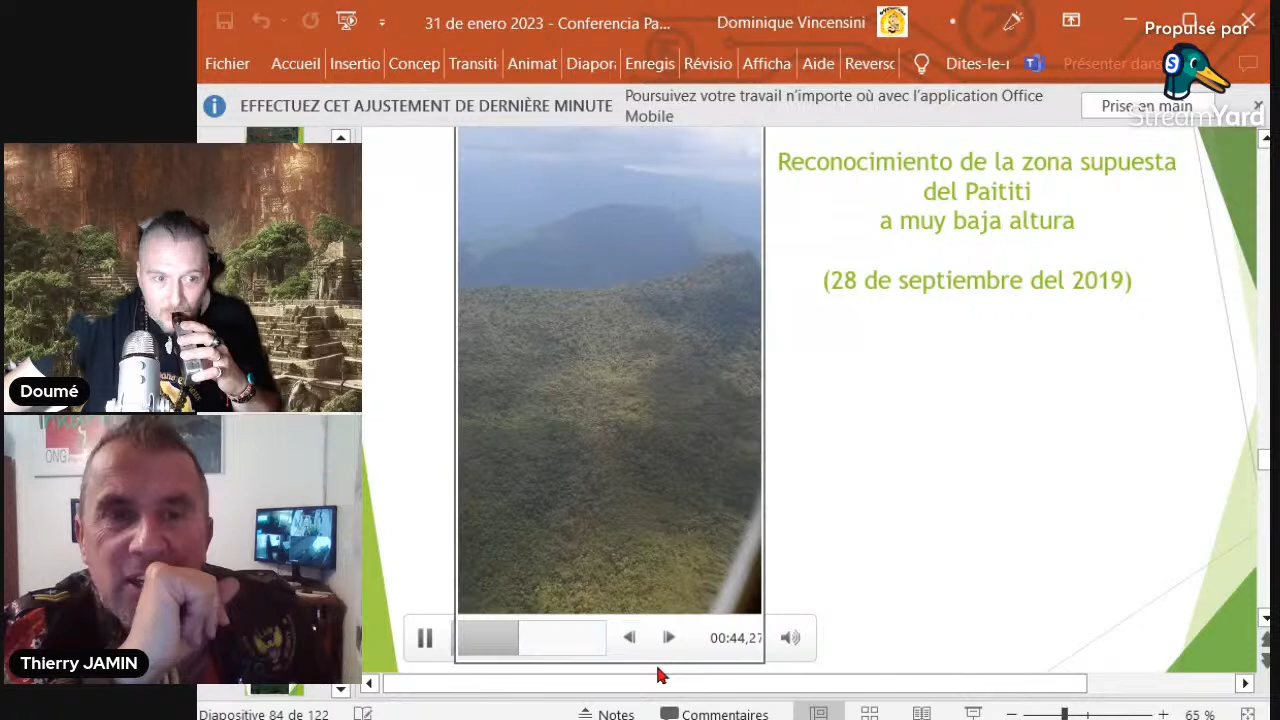 31 de enero 2023 - Conferencia Pa...
Dominique Vincensini
Propulsé par
StreamYard
Fichier
Accueil
Insertio
Concep
Transiti
Animat
Diapor
Enregis
Révisio
Afficha
Aide
Reverso
Dites-le-r
Présenter dans
EFFECTUEZ CET AJUSTEMENT DE DERNIÈRE MINUTE
Poursuivez votre travail n'importe où avec l'application Office
Mobile
Prise en main
Reconocimiento de la zona supuesta
del Paititi
a muy baja altura
(28 de septiembre del 2019)
Doumé
ONG
Thierry JAMIN
00:44,27
Diapositive 84 de 122
Notes
Commentaires
65 %